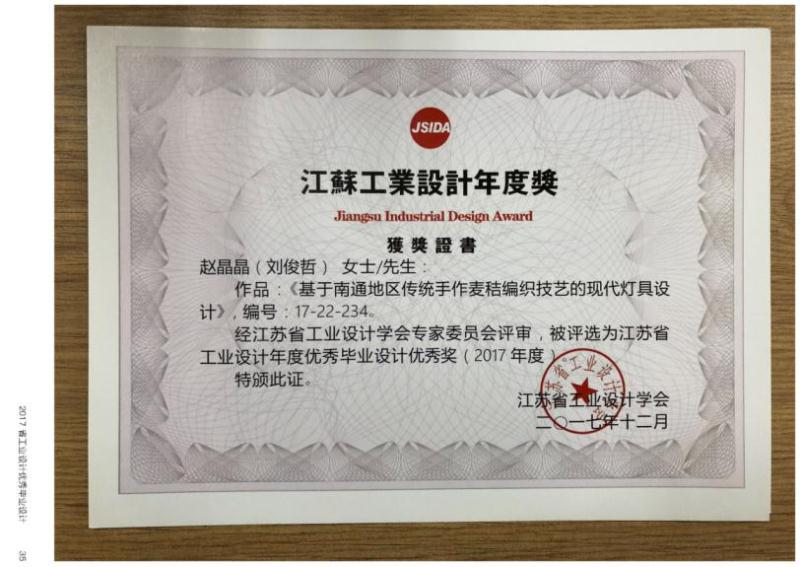 JSIDA
江蘇工業設計年度獎
Jiangsu Industrial Design Award
獲獎證書
赵晶晶（刘俊哲） 女士/先生：
作品：《基于南通地区传统手作麦秸编织技艺的现代灯具设
计》, 编号：17-22-234。
经江苏省工业设计学会专家委员会评审，被评选为江苏省
工业设计年度优秀毕业设计优秀奖（2017 年度）。
特颁此证。
江苏省工业设计学会
二〇一七年十二月
2017 省工业设计优秀毕业设计
35